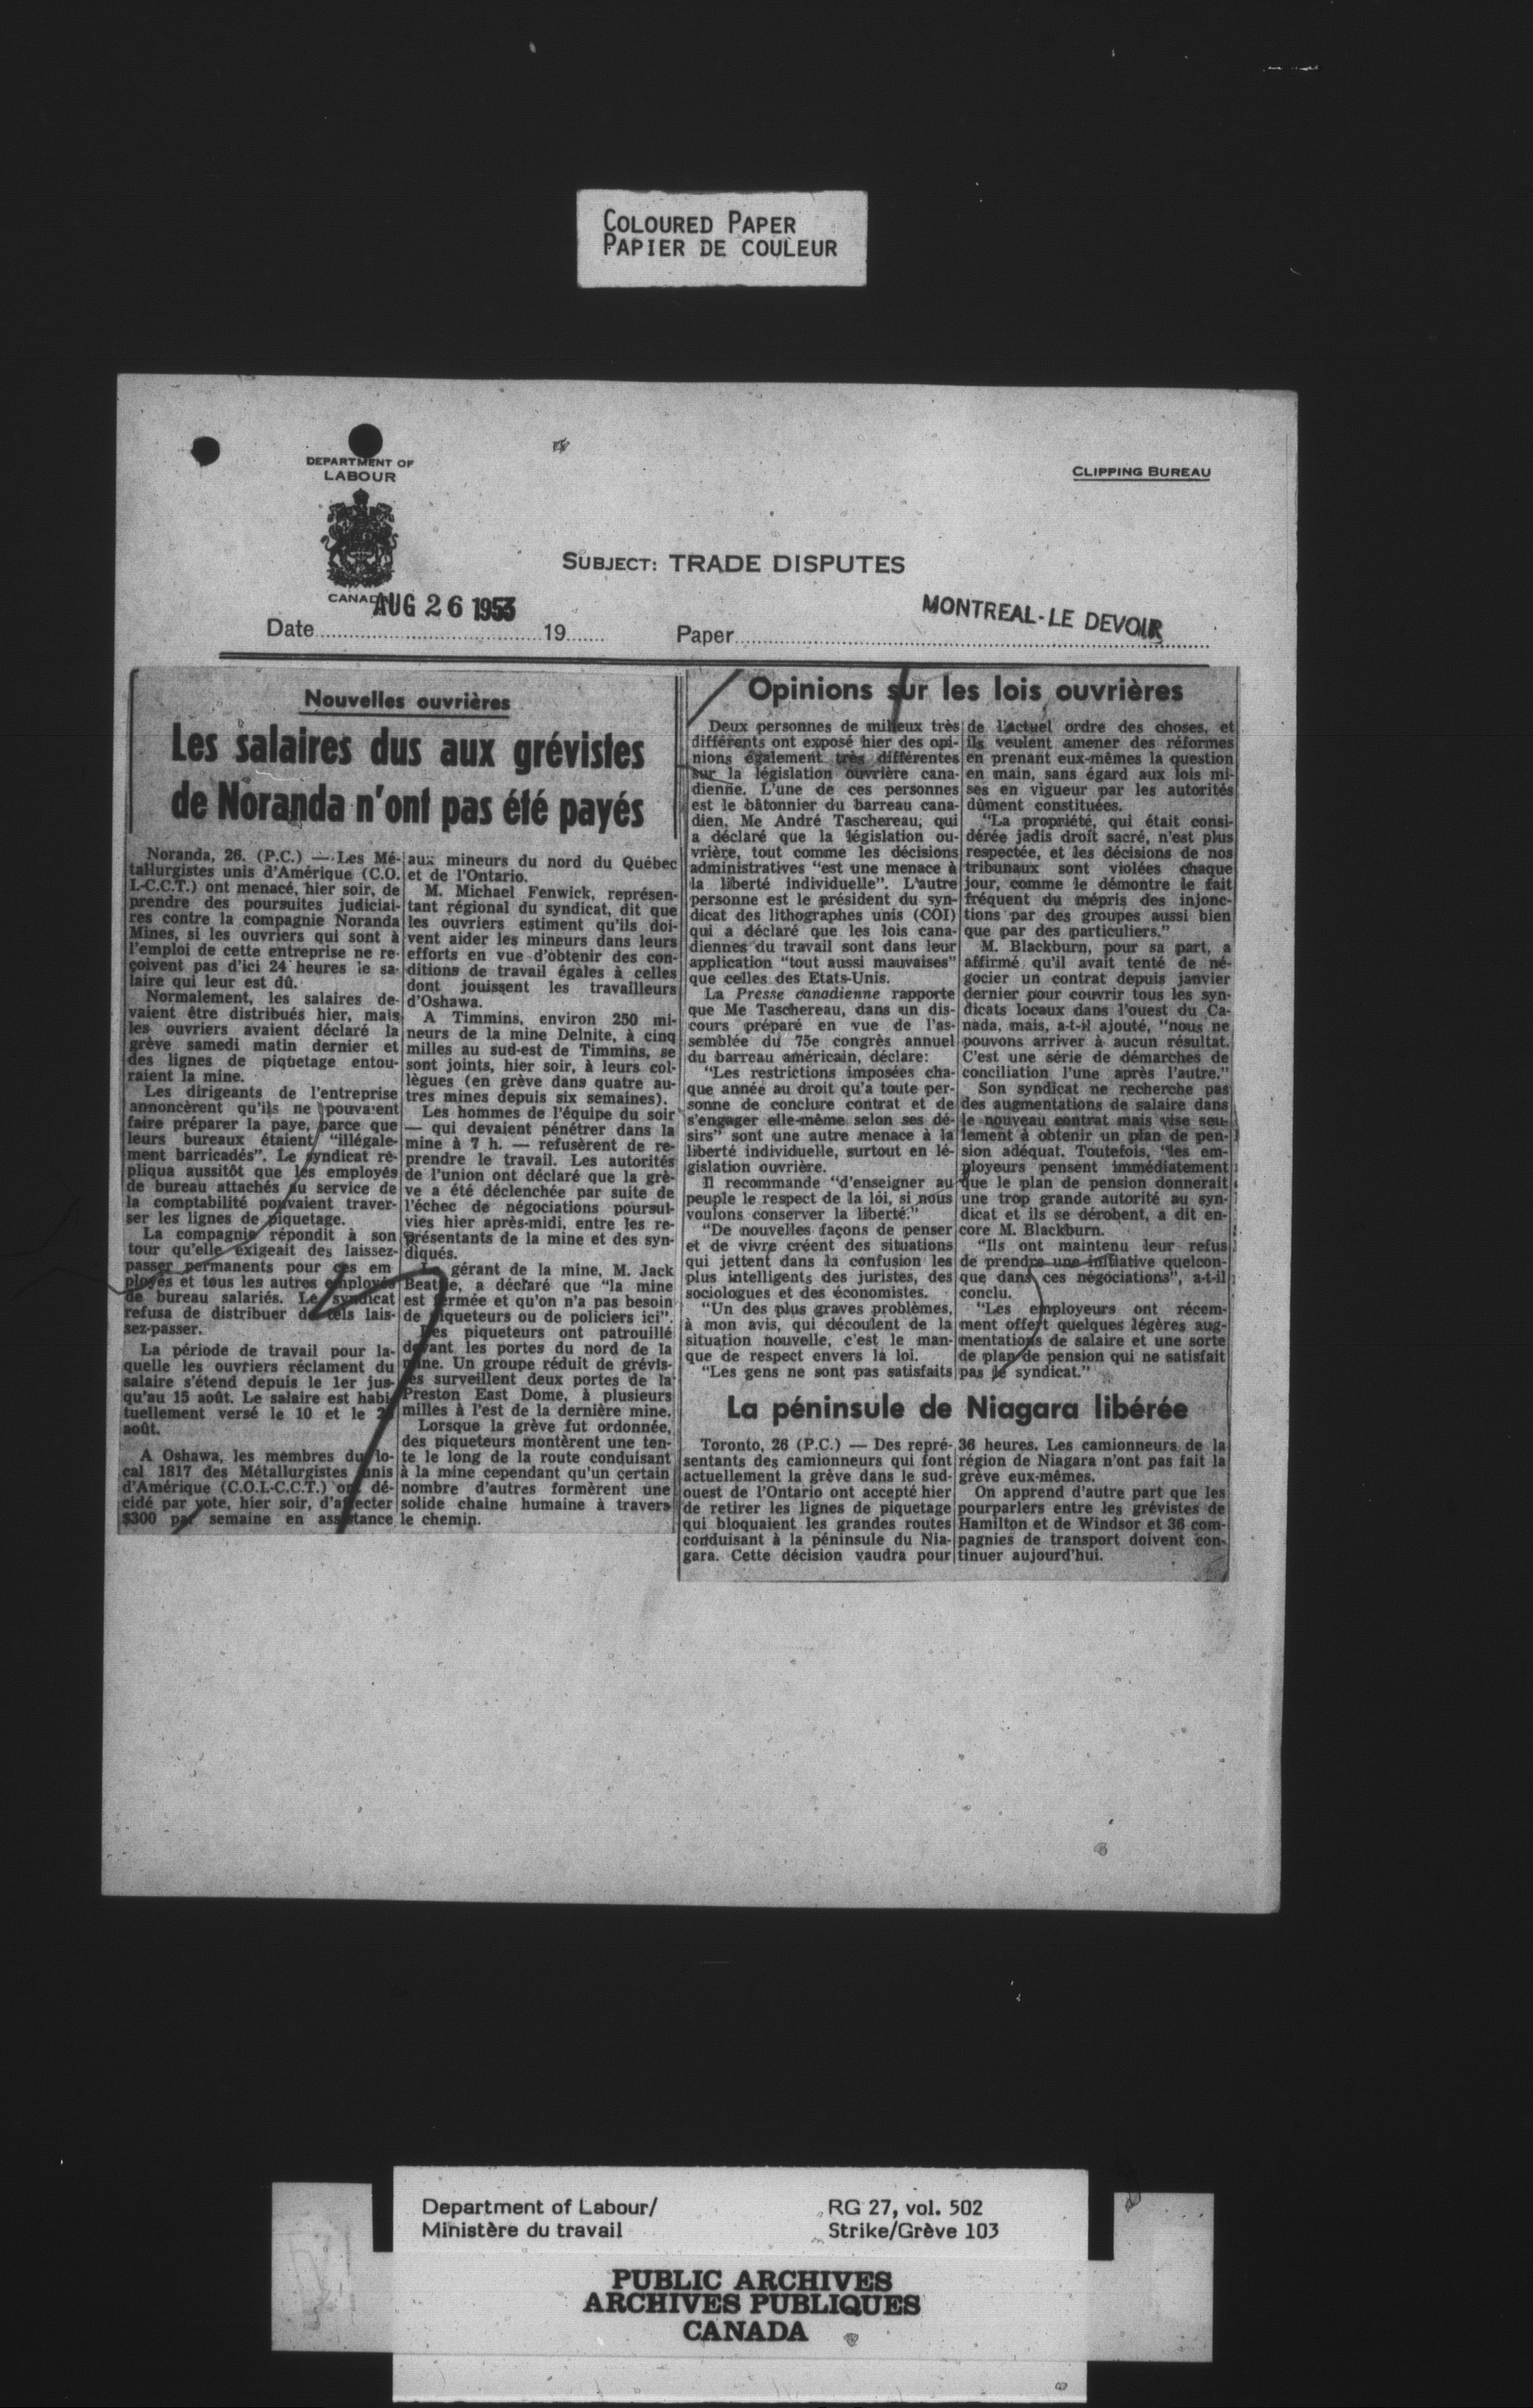 COLOURED PAPER
PAPIER DE COULEUR
DEPARTMENT OF
LABOUR
CANADA
CLIPPING BUREAU
SUBJECT: TRADE DISPUTES
AUG 26 1953
MONTREAL-LE DEVOIR
Date 19
Paper
Nouvelles ouvrières
Les salaires dus aux grévistes
de Noranda n'ont pas été payés
Noranda, 26. (P.C.) — Les Mé-
tallurgistes unis d'Amérique (C.O.
I.-C.C.T.) ont menacé, hier soir, de
prendre des poursuites judiciai-
res contre la compagnie Noranda
Mines, si les ouvriers qui sont à
l'emploi de cette entreprise ne re-
çoivent pas d'ici 24 heures le sa-
laire qui leur est dû.
Normalement, les salaires de-
vaient être distribués hier, mais
les ouvriers avaient déclaré la
grève samedi matin dernier et
des lignes de piquetage entou-
raient la mine.
Les dirigeants de l'entreprise
annoncèrent qu'ils ne pouvaient
faire préparer la paye, parce que
leurs bureaux étaient "illégale-
ment barricadés". Le syndicat ré-
pliqua aussitôt que les employés
de bureau attachés au service de
la comptabilité pouvaient traver-
ser les lignes de piquetage.
La compagnie répondit à son
tour qu'elle exigeait des laissez-
passer permanents pour ces em
ployés et tous les autres employés
de bureau salariés. Le syndicat
refusa de distribuer de tels lais-
sez-passer.
La période de travail pour la-
quelle les ouvriers réclament du
salaire s'étend depuis le 1er jus-
qu'au 15 août. Le salaire est habi-
tuellement versé le 10 et le
août.
A Oshawa, les membres du lo-
cal 1817 des Métallurgistes unis
d'Amérique (C.O.I.-C.C.T.) ont dé-
cidé par vote, hier soir, d'affecter
$300 par semaine en assistance
aux mineurs du nord du Québec
et de l'Ontario.
M. Michael Fenwick, représen-
tant régional du syndicat, dit que
les ouvriers estiment qu'ils doi-
vent aider les mineurs dans leurs
efforts en vue d'obtenir des con-
ditions de travail égales à celles
dont jouissent les travailleurs
d'Oshawa.
A Timmins, environ 250 mi-
neurs de la mine Delnite, à cinq
milles au sud-est de Timmins, se
sont joints, hier soir, à leurs col-
lègues (en grève dans quatre au-
tres mines depuis six semaines).
Les hommes de l'équipe du soir
— qui devaient pénétrer dans la
mine à 7 h. — refusèrent de re-
prendre le travail. Les autorités
de l'union ont déclaré que la grè-
ve a été déclenchée par suite de
l'échec de négociations poursui-
vies hier après-midi, entre les re-
présentants de la mine et des syn-
diqués.
Le gérant de la mine, M. Jack
Beattie, a déclaré que "la mine
est fermée et qu'on n'a pas besoin
de piqueteurs ou de policiers ici".
Des piqueteurs ont patrouillé
devant les portes du nord de la
mine. Un groupe réduit de grévis-
tes surveillent deux portes de la
Preston East Dome, à plusieurs
milles à l'est de la dernière mine.
Lorsque la grève fut ordonnée,
des piqueteurs montèrent une ten-
te le long de la route conduisant
à la mine cependant qu'un certain
nombre d'autres formèrent une
solide chaine humaine à travers
le chemin.
Opinions sur les lois ouvrières
Deux personnes de milieux très
différents ont exposé hier des opi-
nions également très différentes
sur la législation ouvrière cana-
dienne. L'une de ces personnes
est le bâtonnier du barreau cana-
dien, Me André Taschereau, qui
a déclaré que la législation ou-
vrière, tout comme les décisions
administratives "est une menace à
la liberté individuelle". L'autre
personne est le président du syn-
dicat des lithographes unis (COI)
qui a déclaré que les lois cana-
diennes du travail sont dans leur
application "tout aussi mauvaises"
que celles des Etats-Unis.
La Presse canadienne rapporte
que Me Taschereau, dans un dis-
cours préparé en vue de l'as-
semblée du 75e congrès annuel
du barreau américain, déclare:
"Les restrictions imposées cha-
que année au droit qu'a toute per-
sonne de conclure contrat et de
s'engager elle-même selon ses dé-
sirs" sont une autre menace à la
liberté individuelle, surtout en lé-
gislation ouvrière.
Il recommande "d'enseigner au
peuple le respect de la loi, si nous
voulons conserver la liberté."
"De nouvelles façons de penser
et de vivre créent des situations
qui jettent dans la confusion les
plus intelligents des juristes, des
sociologues et des économistes.
"Un des plus graves problèmes,
à mon avis, qui découlent de la
situation nouvelle, c'est le man-
que de respect envers la loi.
"Les gens ne sont pas satisfaits
de l'actuel ordre des choses, et
ils veulent amener des réformes
en prenant eux-mêmes la question
en main, sans égard aux lois mi-
ses en vigueur par les autorités
dûment constituées.
"La propriété, qui était consi-
dérée jadis droit sacré, n'est plus
respectée, et les décisions de nos
tribunaux sont violées chaque
jour, comme le démontre le fait
fréquent du mépris des injonc-
tions par des groupes aussi bien
que par des particuliers."
M. Blackburn, pour sa part, a
affirmé qu'il avait tenté de né-
gocier un contrat depuis janvier
dernier pour couvrir tous les syn-
dicats locaux dans l'ouest du Ca-
nada, mais, a-t-il ajouté, "nous ne
pouvons arriver à aucun résultat.
C'est une série de démarches de
conciliation l'une après l'autre."
Son syndicat ne recherche pas
des augmentations de salaire dans
le nouveau contrat mais vise seu-
lement à obtenir un plan de pen-
sion adéquat. Toutefois, "les em-
ployeurs pensent immédiatement
que le plan de pension donnerait
une trop grande autorité au syn-
dicat et ils se dérobent, a dit en-
core M. Blackburn.
"Ils ont maintenu leur refus
de prendre une initiative quelcon-
que dans ces négociations", a-t-il
conclu.
"Les employeurs ont récem-
ment offert quelques légères aug-
mentations de salaire et une sorte
de plan de pension qui ne satisfait
pas le syndicat."
La péninsule de Niagara libérée
Toronto, 26 (P.C.) — Des repré-
sentants des camionneurs qui font
actuellement la grève dans le sud-
ouest de l'Ontario ont accepté hier
de retirer les lignes de piquetage
qui bloquaient les grandes routes
conduisant à la péninsule du Nia-
gara. Cette décision vaudra pour
36 heures. Les camionneurs de la
région de Niagara n'ont pas fait la
grève eux-mêmes.
On apprend d'autre part que les
pourparlers entre les grévistes de
Hamilton et de Windsor et 36 com-
pagnies de transport doivent con-
tinuer aujourd'hui.
Department of Labour/
Ministère du travail
RG 27, vol. 502
Strike/Grève 103
PUBLIC ARCHIVES
ARCHIVES PUBLIQUES
CANADA